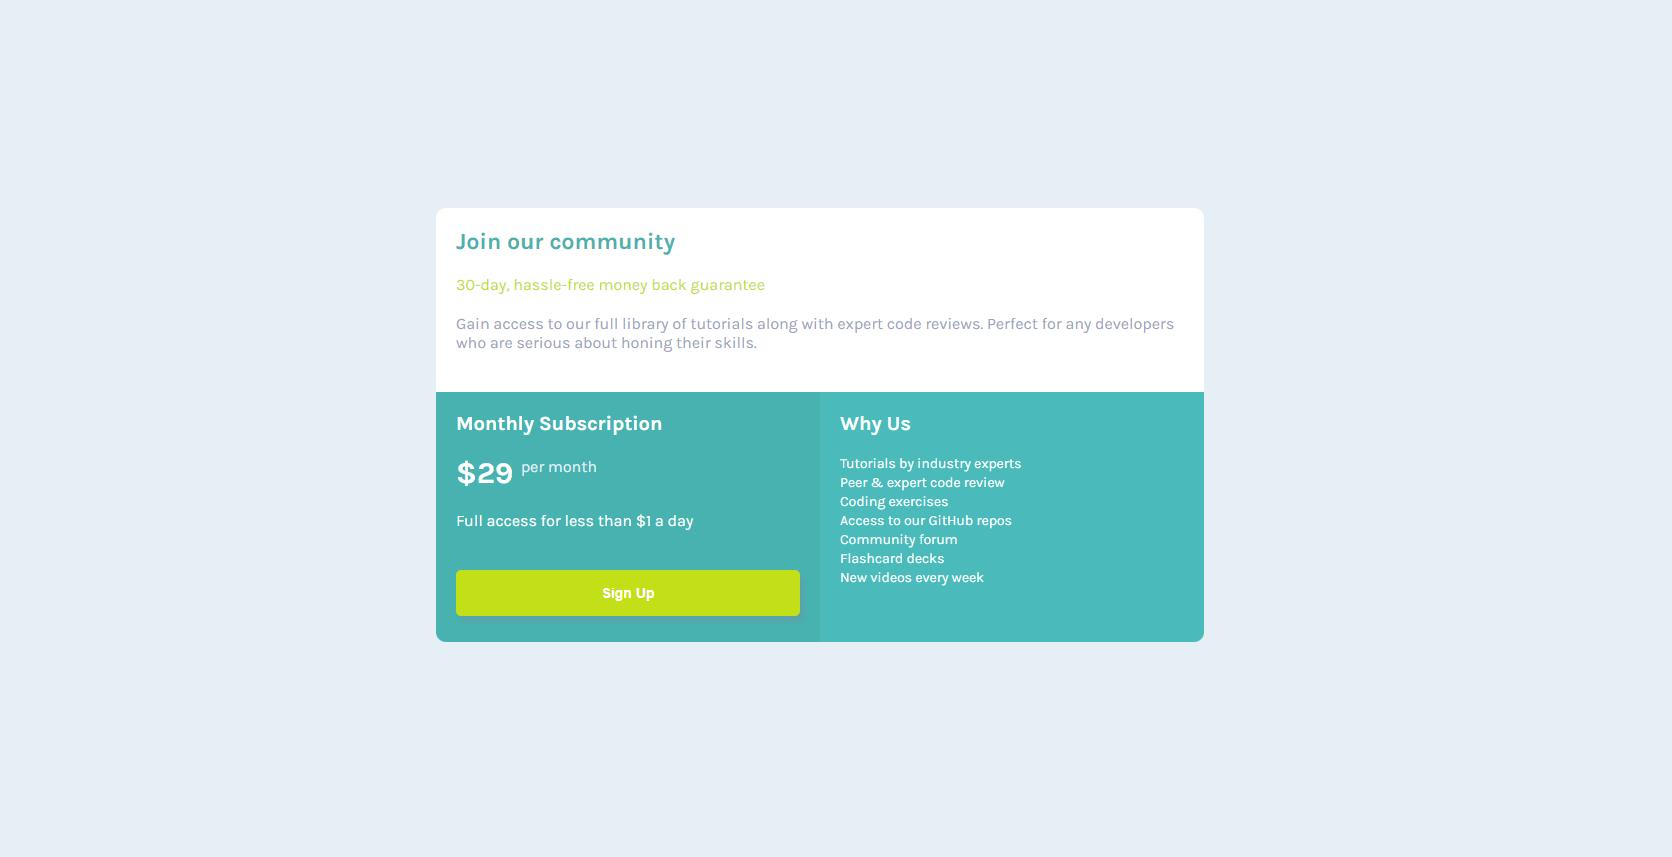 Join our community
30-day, hassle-free money back guarantee
Gain access to our full library of tutorials along with expert code reviews. Perfect for any developers
who are serious about honing their skills.
Monthly Subscription
$29 per month
Full access for less than $1 a day
Sign Up
Why Us
Tutorials by industry experts
Peer & expert code review
Coding exercises
Access to our GitHub repos
Community forum
Flashcard decks
New videos every week